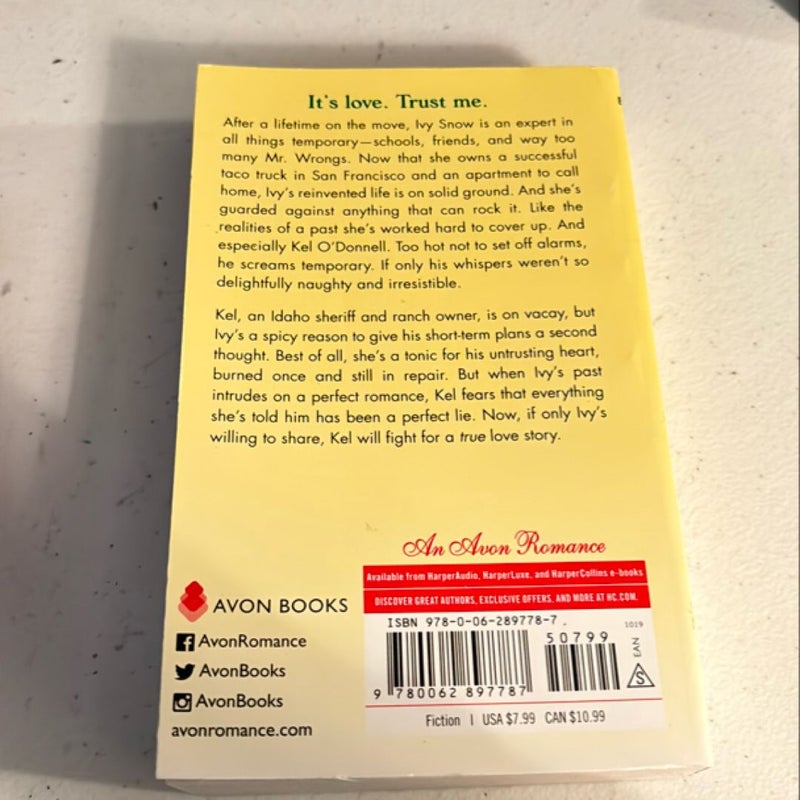 It's love. Trust me.
After a lifetime on the move, Ivy Snow is an expert in
all things temporary—schools, friends, and way too
many Mr. Wrongs. Now that she owns a successful
taco truck in San Francisco and an apartment to call
home, Ivy's reinvented life is on solid ground. And she's
guarded against anything that can rock it. Like the
realities of a past she's worked hard to cover up. And
especially Kel O'Donnell. Too hot not to set off alarms,
he screams temporary. If only his whispers weren't so
delightfully naughty and irresistible.
Kel, an Idaho sheriff and ranch owner, is on vacay, but
Ivy's a spicy reason to give his short-term plans a second
thought. Best of all, she's a tonic for his untrusting heart,
burned once and still in repair. But when Ivy's past
intrudes on a perfect romance, Kel fears that everything
she's told him has been a perfect lie. Now, if only Ivy's
willing to share, Kel will fight for a true love story.
An Avon Romance
Available from HarperAudio, HarperLuxe, and HarperCollins e-books
DISCOVER GREAT AUTHORS, EXCLUSIVE OFFERS, AND MORE AT HC.COM.
AVON BOOKS
AvonRomance
AvonBooks
AvonBooks
avonromance.com
ISBN 978-0-06-289778-7
1019
50799
EAN
S
9 780062 897787
Fiction | USA $7.99 CAN $10.99